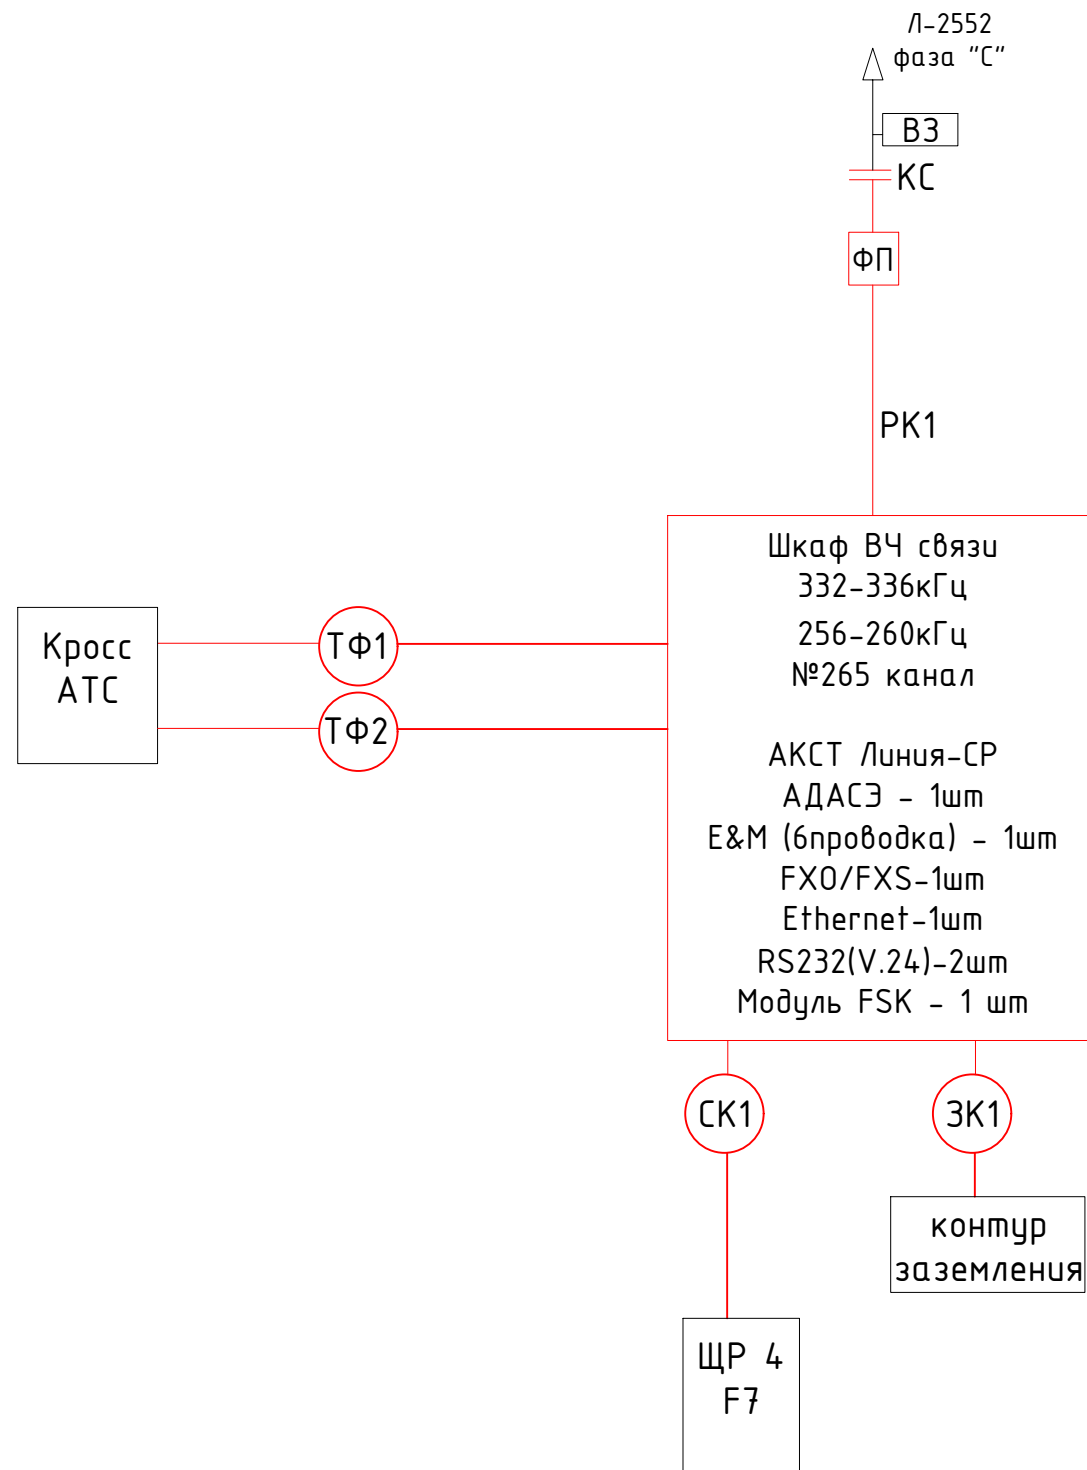 Л-2552
фаза "С"
ВЗ
КС
ФП
РК1
Шкаф ВЧ связи
332-336кГц
256-260кГц
№265 канал
Кросс
АТС
ТФ1
ТФ2
АКСТ Линия-СР
АДАСЭ - 1шт
E&M (6проводка) - 1шт
FXO/FXS-1шт
Ethernet-1шт
RS232(V.24)-2шт
Модуль FSK - 1 шт
СК1
ЗК1
контур
заземления
ЩР 4
F7